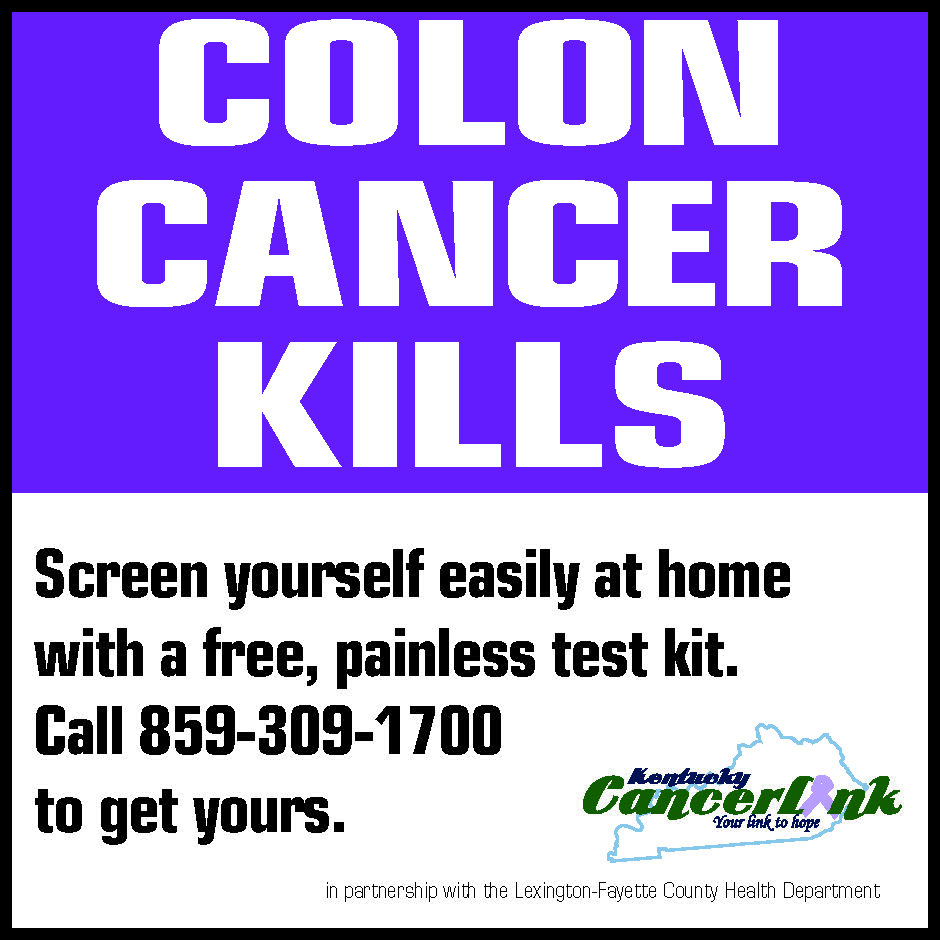 COLON
CANCER
KILLS
Screen yourself easily at home
with a free, painless test kit.
Call 859-309-1700
to get yours.
Kentucky
CancerLink
Your link to hope
in partnership with the Lexington-Fayette County Health Department